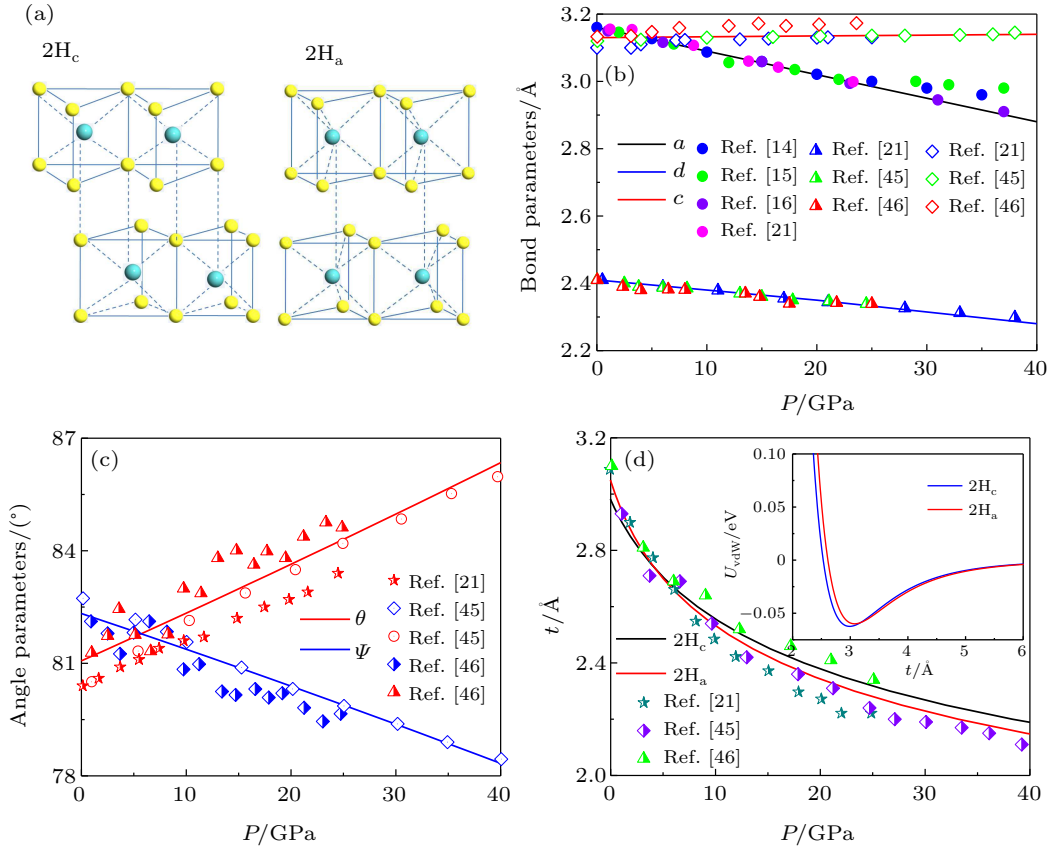 (a)
2Hc
2Ha
3.2
3.0
2.8
2.6
2.4
2.2
0
10
20
30
40
Bond parameters/Å
P/GPa
(b)
a
d
c
Ref. [14]
Ref. [15]
Ref. [16]
Ref. [21]
Ref. [21]
Ref. [45]
Ref. [46]
Ref. [21]
Ref. [45]
Ref. [46]
87
84
81
78
0
10
20
30
40
Angle parameters/(°)
P/GPa
(c)
θ
Ψ
Ref. [21]
Ref. [45]
Ref. [45]
Ref. [46]
Ref. [46]
3.2
2.8
2.4
2.0
0
10
20
30
40
t/Å
P/GPa
(d)
2Hc
2Ha
Ref. [21]
Ref. [45]
Ref. [46]
0.10
0.05
0
−0.05
2
3
4
5
6
UvdW/eV
t/Å
2Hc
2Ha